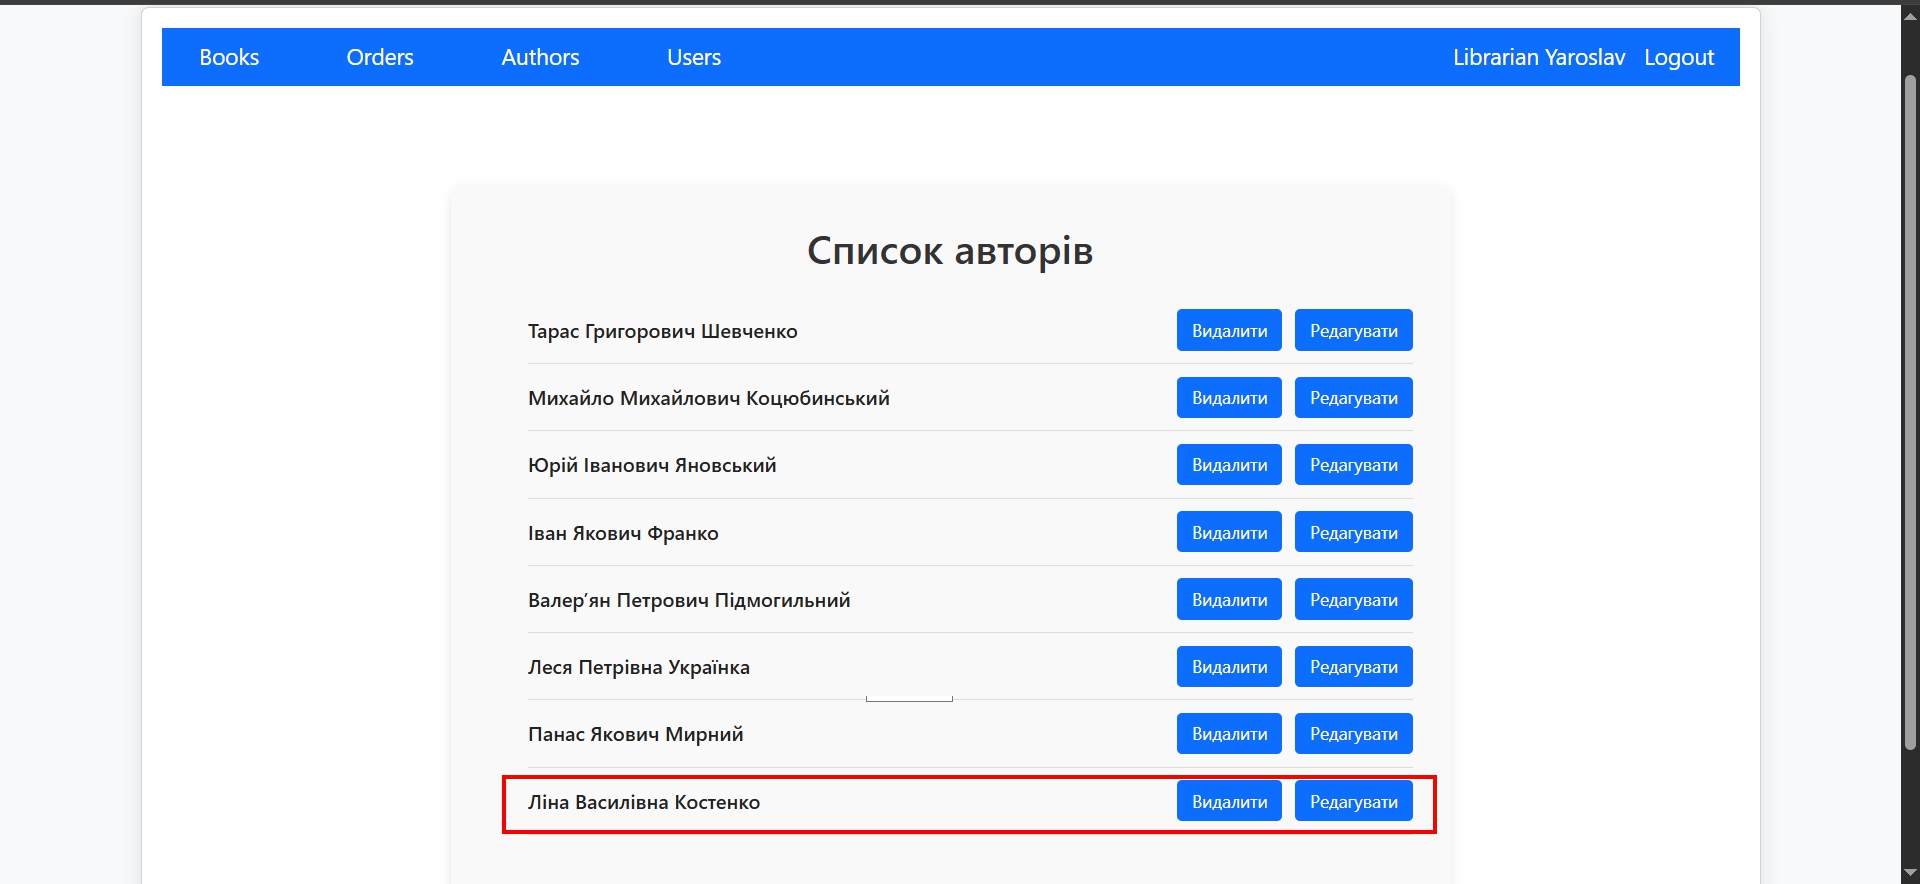 Books Orders Authors Users Librarian Yaroslav Logout
Список авторів
Тарас Григорович Шевченко Видалити Редагувати
Михайло Михайлович Коцюбинський Видалити Редагувати
Юрій Іванович Яновський Видалити Редагувати
Іван Якович Франко Видалити Редагувати
Валер’ян Петрович Підмогильний Видалити Редагувати
Леся Петрівна Українка Видалити Редагувати
Панас Якович Мирний Видалити Редагувати
Ліна Василівна Костенко Видалити Редагувати